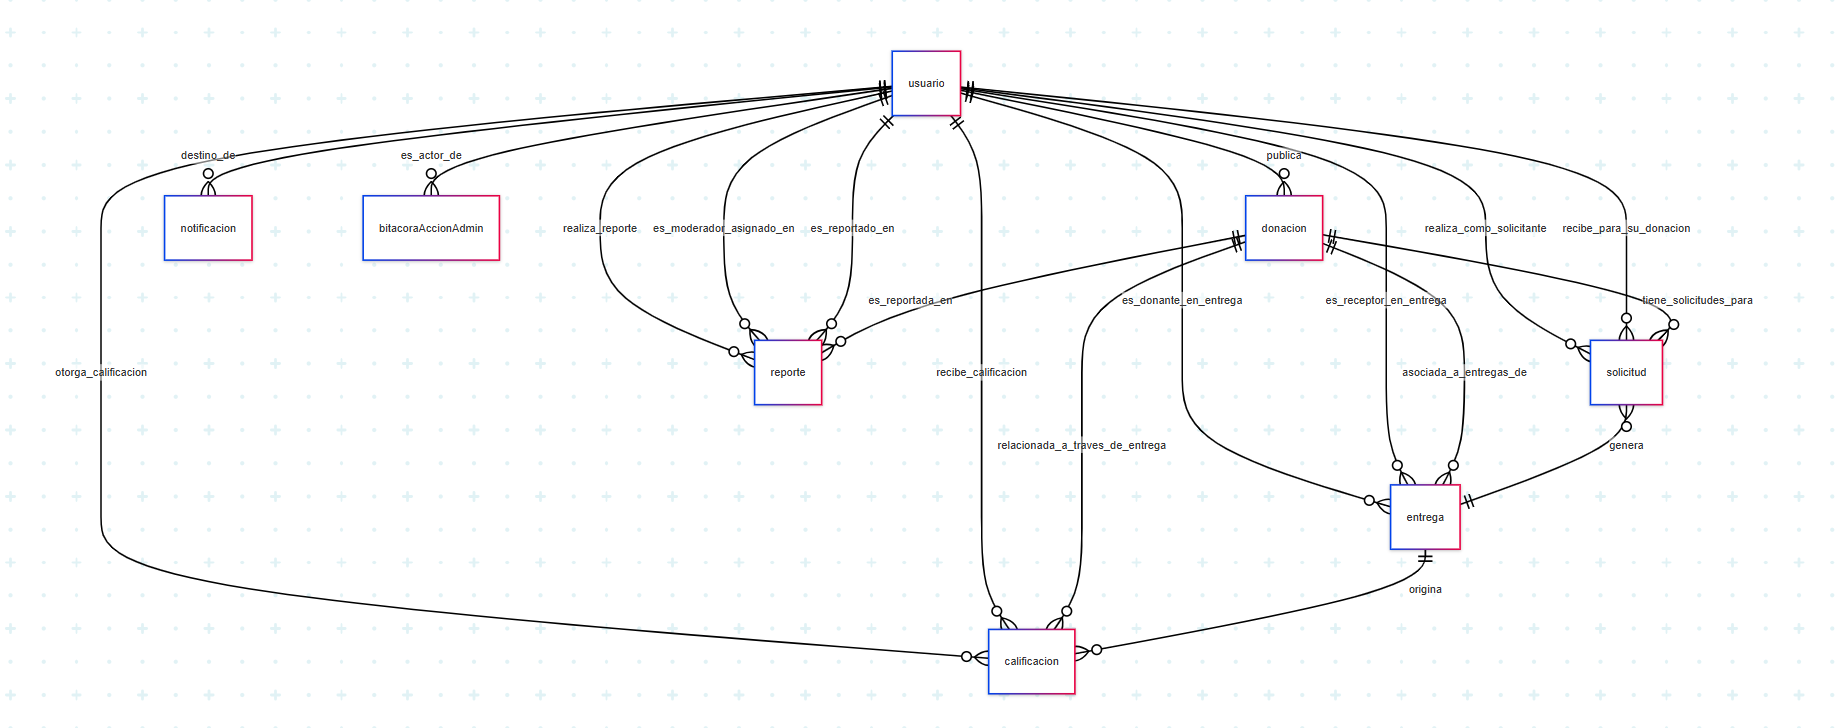 usuario
destino_de
es_actor_de
publica
notificacion
bitacoraAccionAdmin
realiza_reporte
es_moderador_asignado_en
es_reportado_en
donacion
realiza_como_solicitante
recibe_para_su_donacion
es_reportada_en
es_donante_en_entrega
es_receptor_en_entrega
tiene_solicitudes_para
otorga_calificacion
reporte
recibe_calificacion
asociada_a_entregas_de
solicitud
relacionada_a_traves_de_entrega
genera
entrega
origina
calificacion